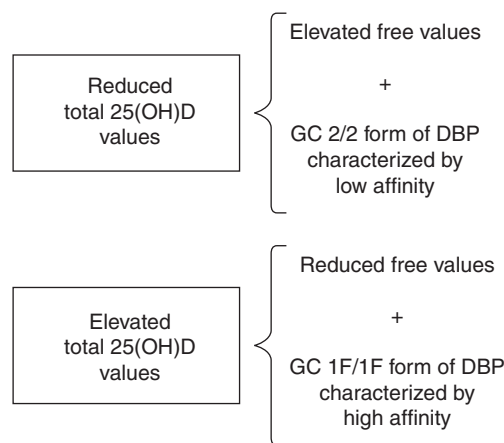 Reduced
total 25(OH)D
values
Elevated free values
+
GC 2/2 form of DBP
characterized by
low affinity
Elevated
total 25(OH)D
values
Reduced free values
+
GC 1F/1F form of DBP
characterized by
high affinity